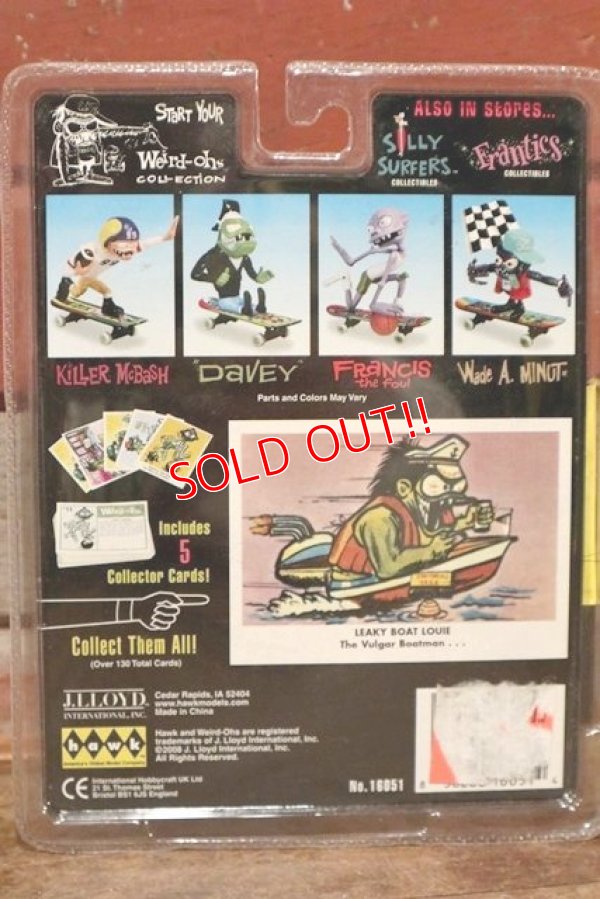 START YOUR
Weird-ohs
COLLECTION
ALSO IN STORES...
SILLY
SURFERS
COLLECTIBLES
Frantics
COLLECTIBLES
KILLER McBASH
"DAVEY"
FRANCIS
the foul
Wade A. MINUT
Parts and Colors May Vary
SOLD OUT!!
Includes
5
Collector Cards!
Collect Them All!
(Over 130 Total Cards)
LEAKY BOAT LOUIE
The Vulgar Boatman . . .
J.LLOYD
INTERNATIONAL, INC.
Cedar Rapids, IA 52404
www.hawkmodels.com
Made in China
hawk
America's Oldest Model Company
Hawk and Weird-Ohs are registered
trademarks of J. Lloyd International, Inc.
©2008 J. Lloyd International, Inc.
All Rights Reserved.
CE
International Hobbycraft UK Ltd
21 St. Thomas Street
Bristol BS1 6JS England
No. 16051